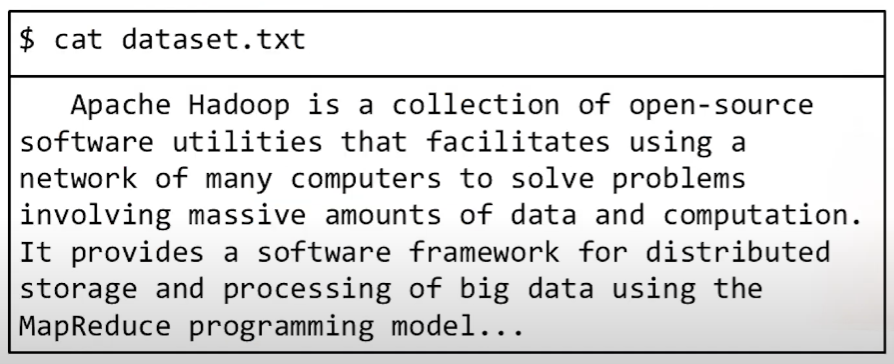 $ cat dataset.txt
Apache Hadoop is a collection of open-source
software utilities that facilitates using a
network of many computers to solve problems
involving massive amounts of data and computation.
It provides a software framework for distributed
storage and processing of big data using the
MapReduce programming model...